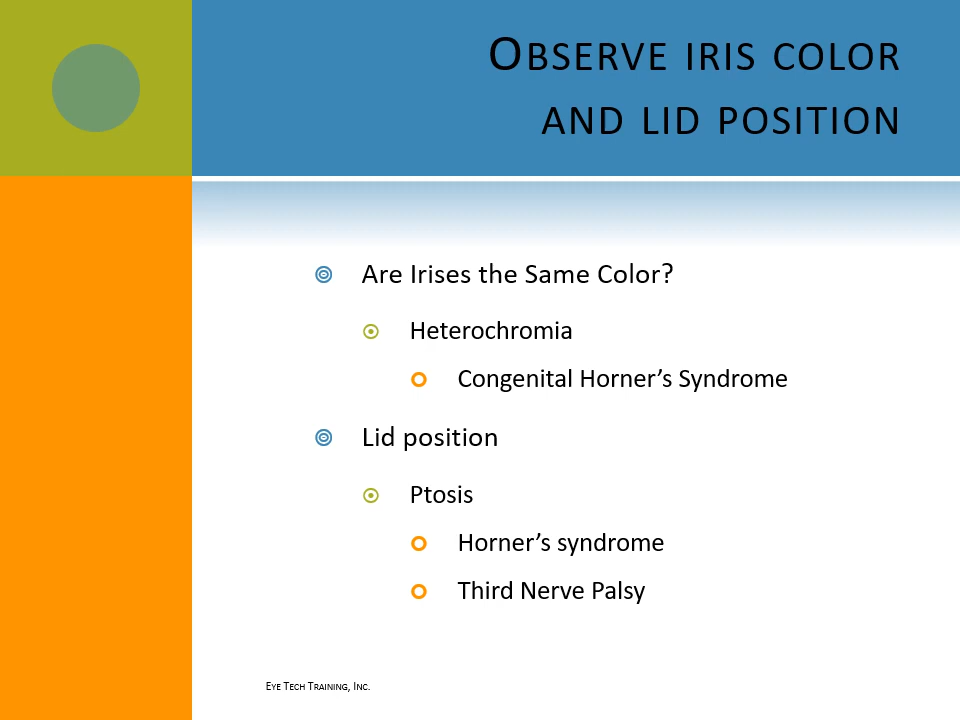 OBSERVE IRIS COLOR
AND LID POSITION
Are Irises the Same Color?
Heterochromia
Congenital Horner’s Syndrome
Lid position
Ptosis
Horner’s syndrome
Third Nerve Palsy
EYE TECH TRAINING, INC.